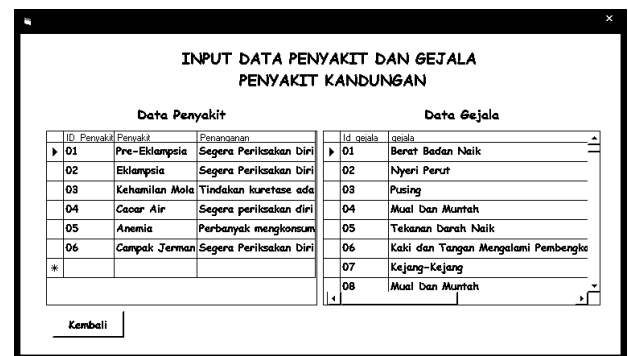 INPUT DATA PENYAKIT DAN GEJALA
PENYAKIT KANDUNGAN
Data Penyakit
ID_Penyakit Penyakit Penanganan
01 Pre-Eklampsia Segera Periksakan Diri
02 Eklampsia Segera Periksakan Diri
03 Kehamilan Mola Tindakan kuretase ada
04 Cacar Air Segera periksakan diri
05 Anemia Perbanyak mengkonsum
06 Campak Jerman Segera Periksakan Diri
*
Data Gejala
Id_gejala gejala
01 Berat Badan Naik
02 Nyeri Perut
03 Pusing
04 Mual Dan Muntah
05 Tekanan Darah Naik
06 Kaki dan Tangan Mengalami Pembengka
07 Kejang-Kejang
08 Mual Dan Muntah
Kembali